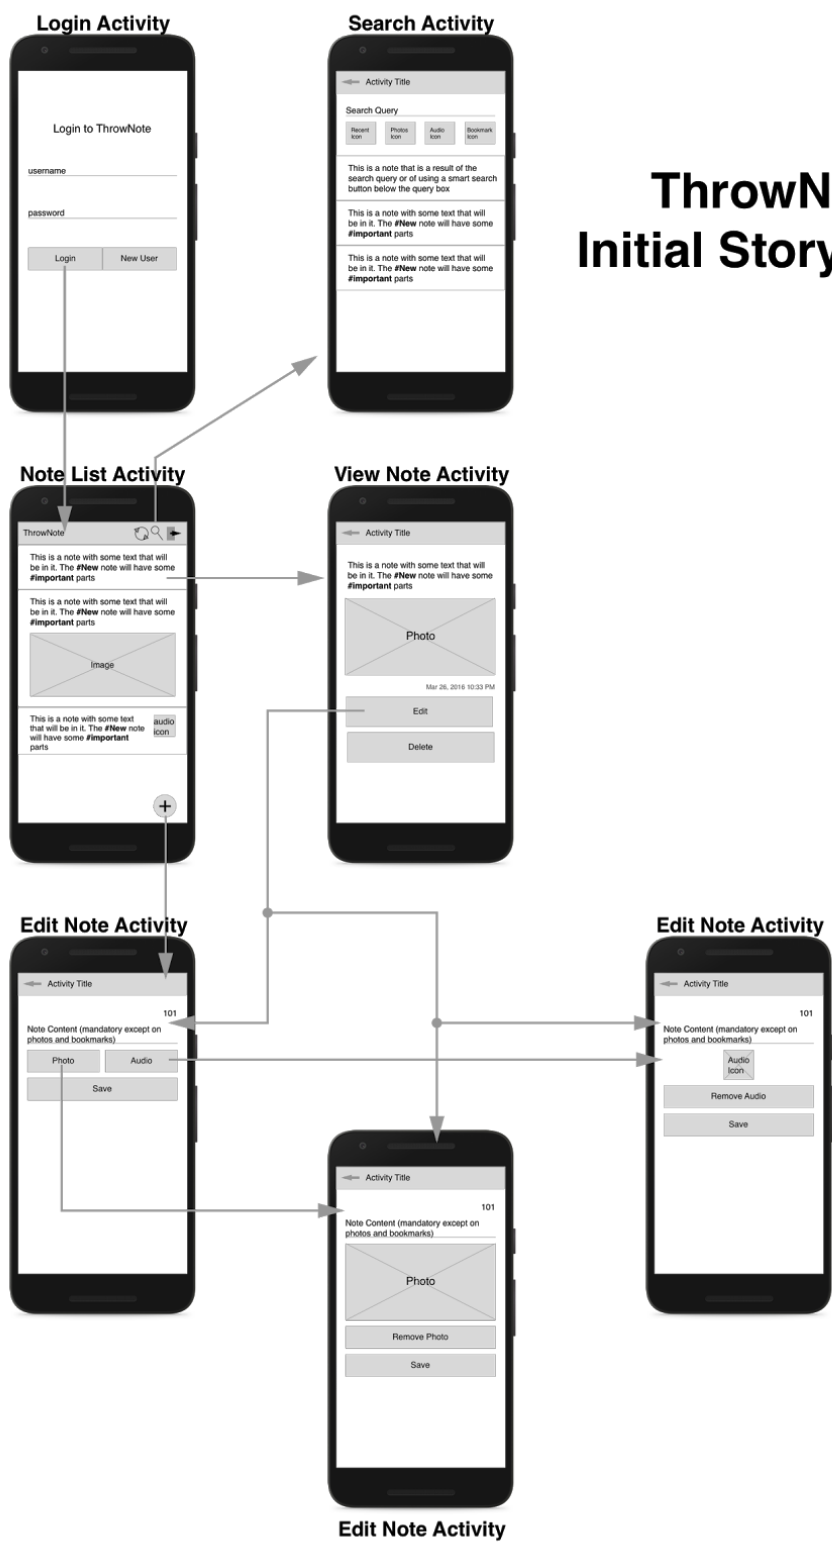 Login Activity
Login to ThrowNote
username
password
Login
New User
Search Activity
Activity Title
Search Query
Recent
Icon
Photos
Icon
Audio
Icon
Bookmark
Icon
This is a note that is a result of the
search query or of using a smart search
button below the query box
This is a note with some text that will
be in it. The #New note will have some
#important parts
This is a note with some text that will
be in it. The #New note will have some
#important parts
ThrowN
Initial Story
Note List Activity
ThrowNote
This is a note with some text that will
be in it. The #New note will have some
#important parts
This is a note with some text that will
be in it. The #New note will have some
#important parts
Image
This is a note with some text
that will be in it. The #New note
will have some #important
parts
audio
icon
+
View Note Activity
Activity Title
This is a note with some text that will
be in it. The #New note will have some
#important parts
Photo
Mar 26, 2016 10:33 PM
Edit
Delete
Edit Note Activity
Activity Title
101
Note Content (mandatory except on
photos and bookmarks)
Photo
Audio
Save
Edit Note Activity
Activity Title
101
Note Content (mandatory except on
photos and bookmarks)
Audio
Icon
Remove Audio
Save
Activity Title
101
Note Content (mandatory except on
photos and bookmarks)
Photo
Remove Photo
Save
Edit Note Activity